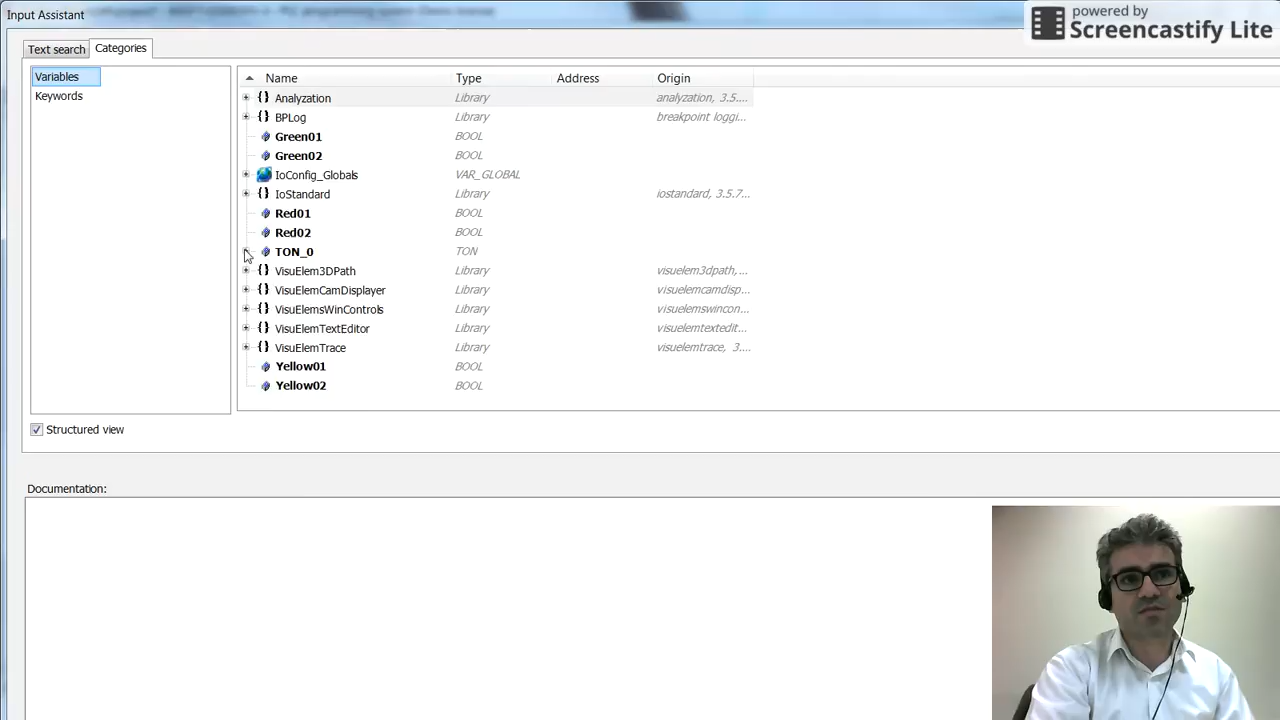 Input Assistant
powered by
Screencastify Lite
Text search Categories
Variables
Keywords
Name Type Address Origin
Analyzation Library analyzation, 3.5....
BPLog Library breakpoint loggi...
Green01 BOOL
Green02 BOOL
IoConfig_Globals VAR_GLOBAL
IoStandard Library iostandard, 3.5.7...
Red01 BOOL
Red02 BOOL
TON_0 TON
VisuElem3DPath Library visuelem3dpath,...
VisuElemCamDisplayer Library visuelemcamdisp...
VisuElemsWinControls Library visuelemswincon...
VisuElemTextEditor Library visuelemtextedit...
VisuElemTrace Library visuelemtrace, 3....
Yellow01 BOOL
Yellow02 BOOL
Structured view
Documentation: